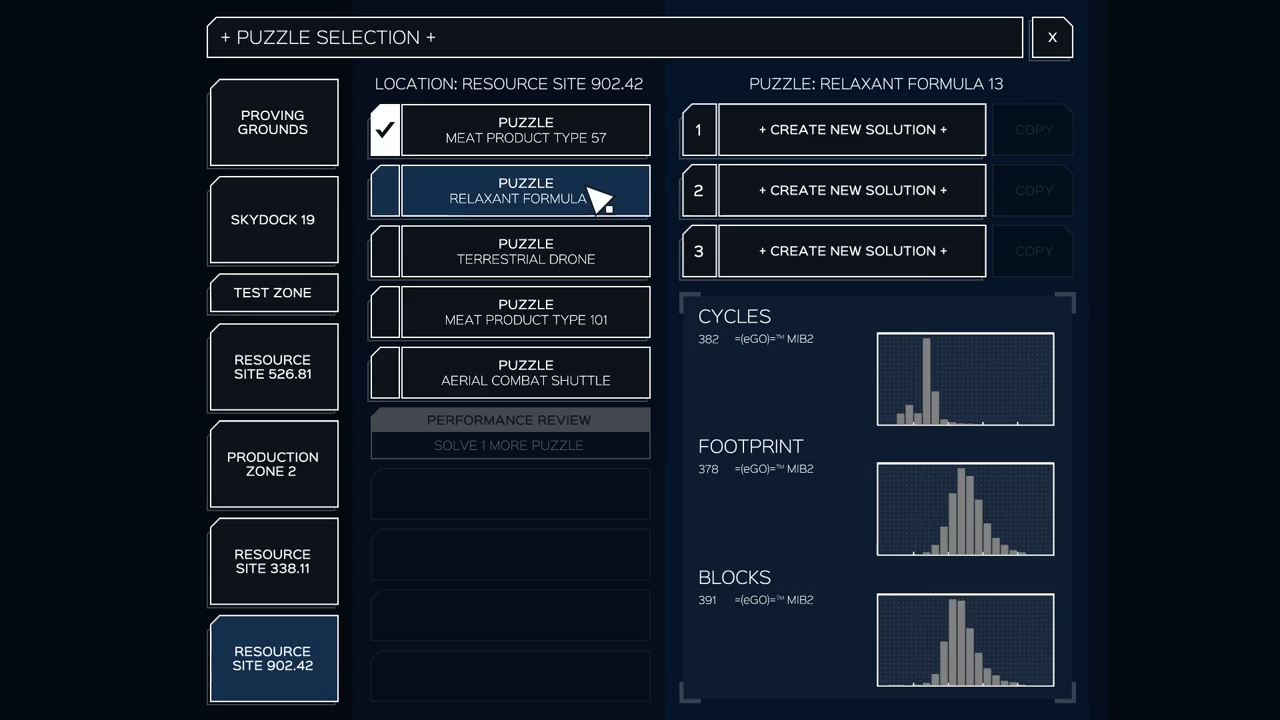 + PUZZLE SELECTION +
X
PROVING
GROUNDS
SKYDOCK 19
TEST ZONE
RESOURCE
SITE 526.81
PRODUCTION
ZONE 2
RESOURCE
SITE 338.11
RESOURCE
SITE 902.42
LOCATION: RESOURCE SITE 902.42
PUZZLE
MEAT PRODUCT TYPE 57
PUZZLE
RELAXANT FORMULA
PUZZLE
TERRESTRIAL DRONE
PUZZLE
MEAT PRODUCT TYPE 101
PUZZLE
AERIAL COMBAT SHUTTLE
PERFORMANCE REVIEW
SOLVE 1 MORE PUZZLE
PUZZLE: RELAXANT FORMULA 13
1 + CREATE NEW SOLUTION + COPY
2 + CREATE NEW SOLUTION + COPY
3 + CREATE NEW SOLUTION + COPY
CYCLES
382 =(eGO)=™ MIB2
FOOTPRINT
378 =(eGO)=™ MIB2
BLOCKS
391 =(eGO)=™ MIB2